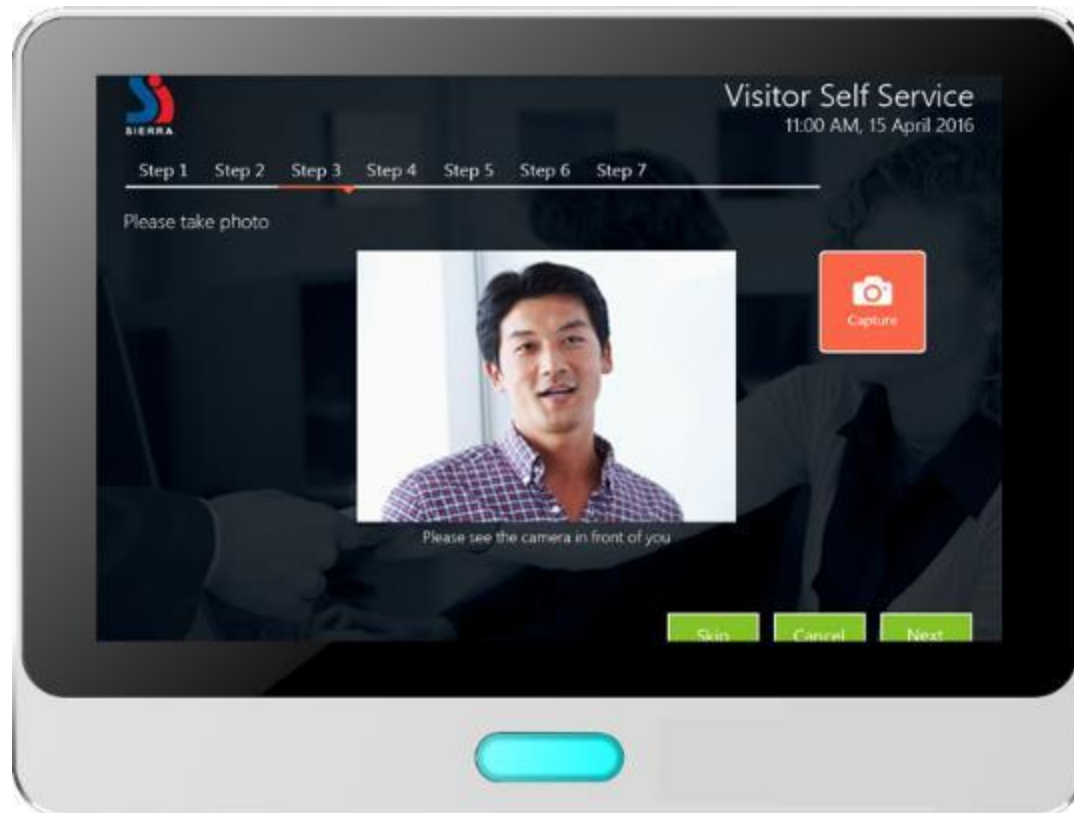 SIERRA
Visitor Self Service
11:00 AM, 15 April 2016
Step 1 Step 2 Step 3 Step 4 Step 5 Step 6 Step 7
Please take photo
Capture
Please see the camera in front of you
Skip Cancel Next